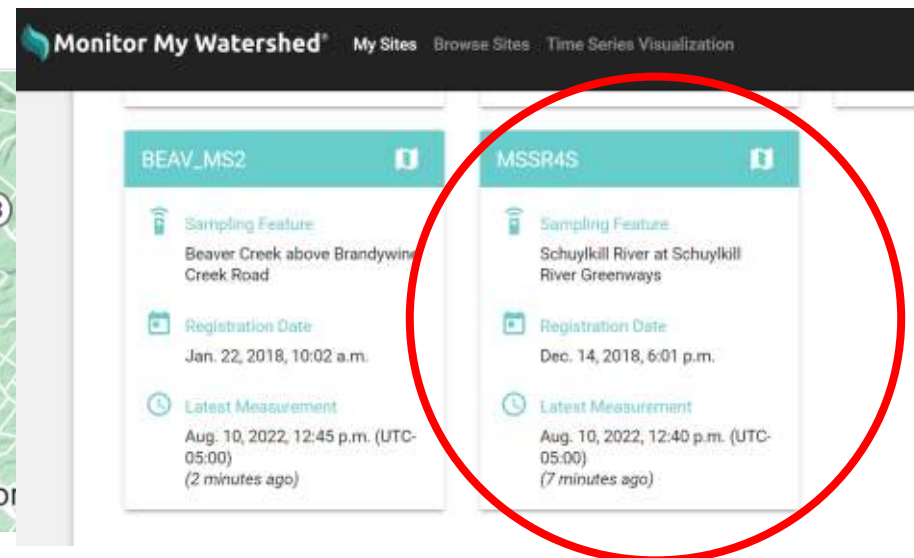 Monitor My Watershed® My Sites Browse Sites Time Series Visualization
BEAV_MS2
Sampling Feature
Beaver Creek above Brandywine
Creek Road
Registration Date
Jan. 22, 2018, 10:02 a.m.
Latest Measurement
Aug. 10, 2022, 12:45 p.m. (UTC-
05:00)
(2 minutes ago)
MSSR4S
Sampling Feature
Schuylkill River at Schuylkill
River Greenways
Registration Date
Dec. 14, 2018, 6:01 p.m.
Latest Measurement
Aug. 10, 2022, 12:40 p.m. (UTC-
05:00)
(7 minutes ago)